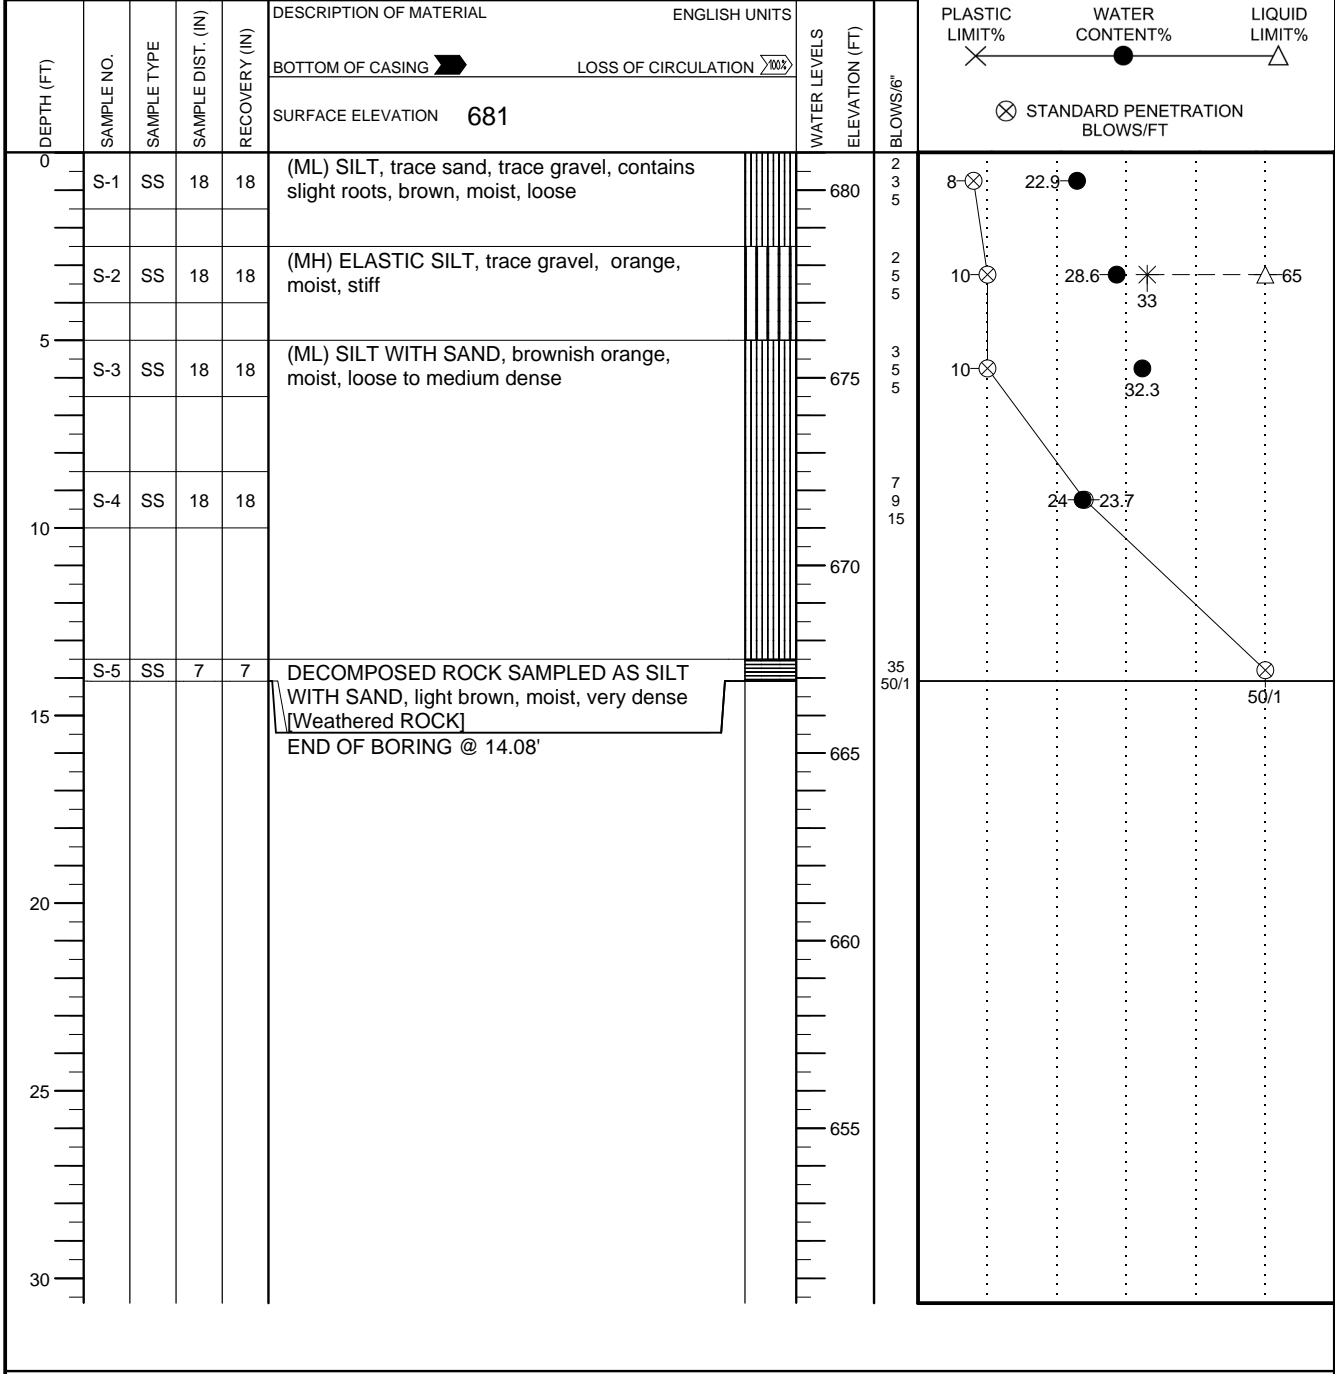 DEPTH (FT)
SAMPLE NO.
SAMPLE TYPE
SAMPLE DIST. (IN)
RECOVERY (IN)
DESCRIPTION OF MATERIAL ENGLISH UNITS
BOTTOM OF CASING LOSS OF CIRCULATION 100%
SURFACE ELEVATION 681
WATER LEVELS
ELEVATION (FT)
BLOWS/6"
PLASTIC LIMIT%
WATER CONTENT%
LIQUID LIMIT%
STANDARD PENETRATION
BLOWS/FT
0
S-1 SS 18 18
(ML) SILT, trace sand, trace gravel, contains
slight roots, brown, moist, loose
680
2
3
5
8 22.9
S-2 SS 18 18
(MH) ELASTIC SILT, trace gravel, orange,
moist, stiff
2
5
5
10 28.6 65
33
5
S-3 SS 18 18
(ML) SILT WITH SAND, brownish orange,
moist, loose to medium dense
675
3
5
5
10
32.3
S-4 SS 18 18
7
9
15
24 23.7
10
670
S-5 SS 7 7
DECOMPOSED ROCK SAMPLED AS SILT
WITH SAND, light brown, moist, very dense
[Weathered ROCK]
35
50/1
50/1
15
END OF BORING @ 14.08'
665
20
660
25
655
30